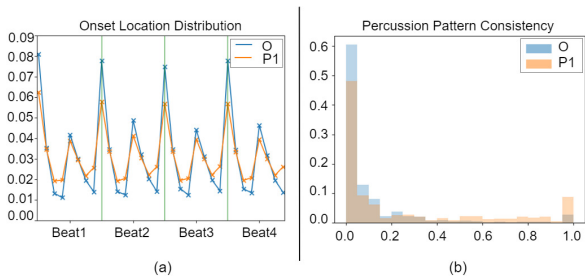 Onset Location Distribution
0.09
0.08
0.07
0.06
0.05
0.04
0.03
0.02
0.01
0.00
O
P1
Beat1 Beat2 Beat3 Beat4
(a)
Percussion Pattern Consistency
0.6
0.5
0.4
0.3
0.2
0.1
0.0
O
P1
0.0 0.2 0.4 0.6 0.8 1.0
(b)